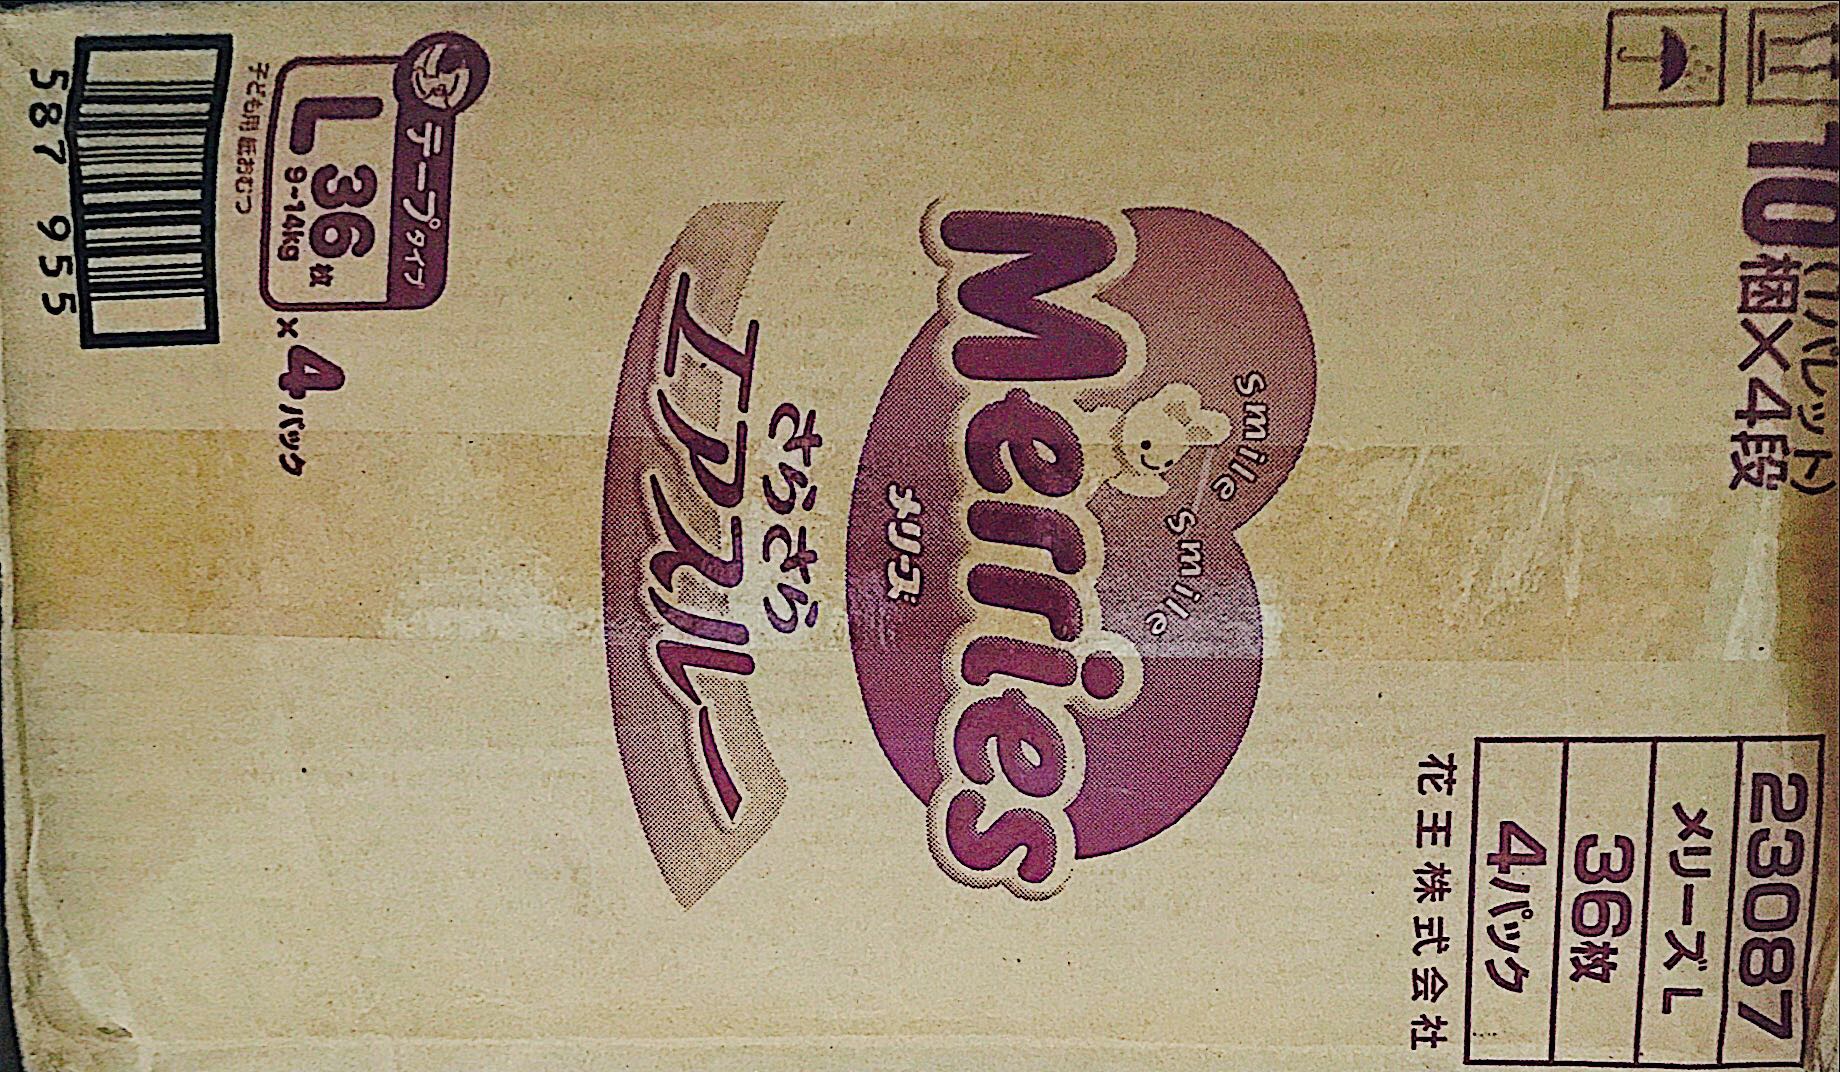 10梱×4段
(1パレット)
23087
メリーズL
36枚
4パック
花王株式会社
smile smile
Merries
メリーズ
さらさら
エアスルー
テープタイプ
L 36枚
9~14kg
×4パック
子ども用紙おむつ
587 955